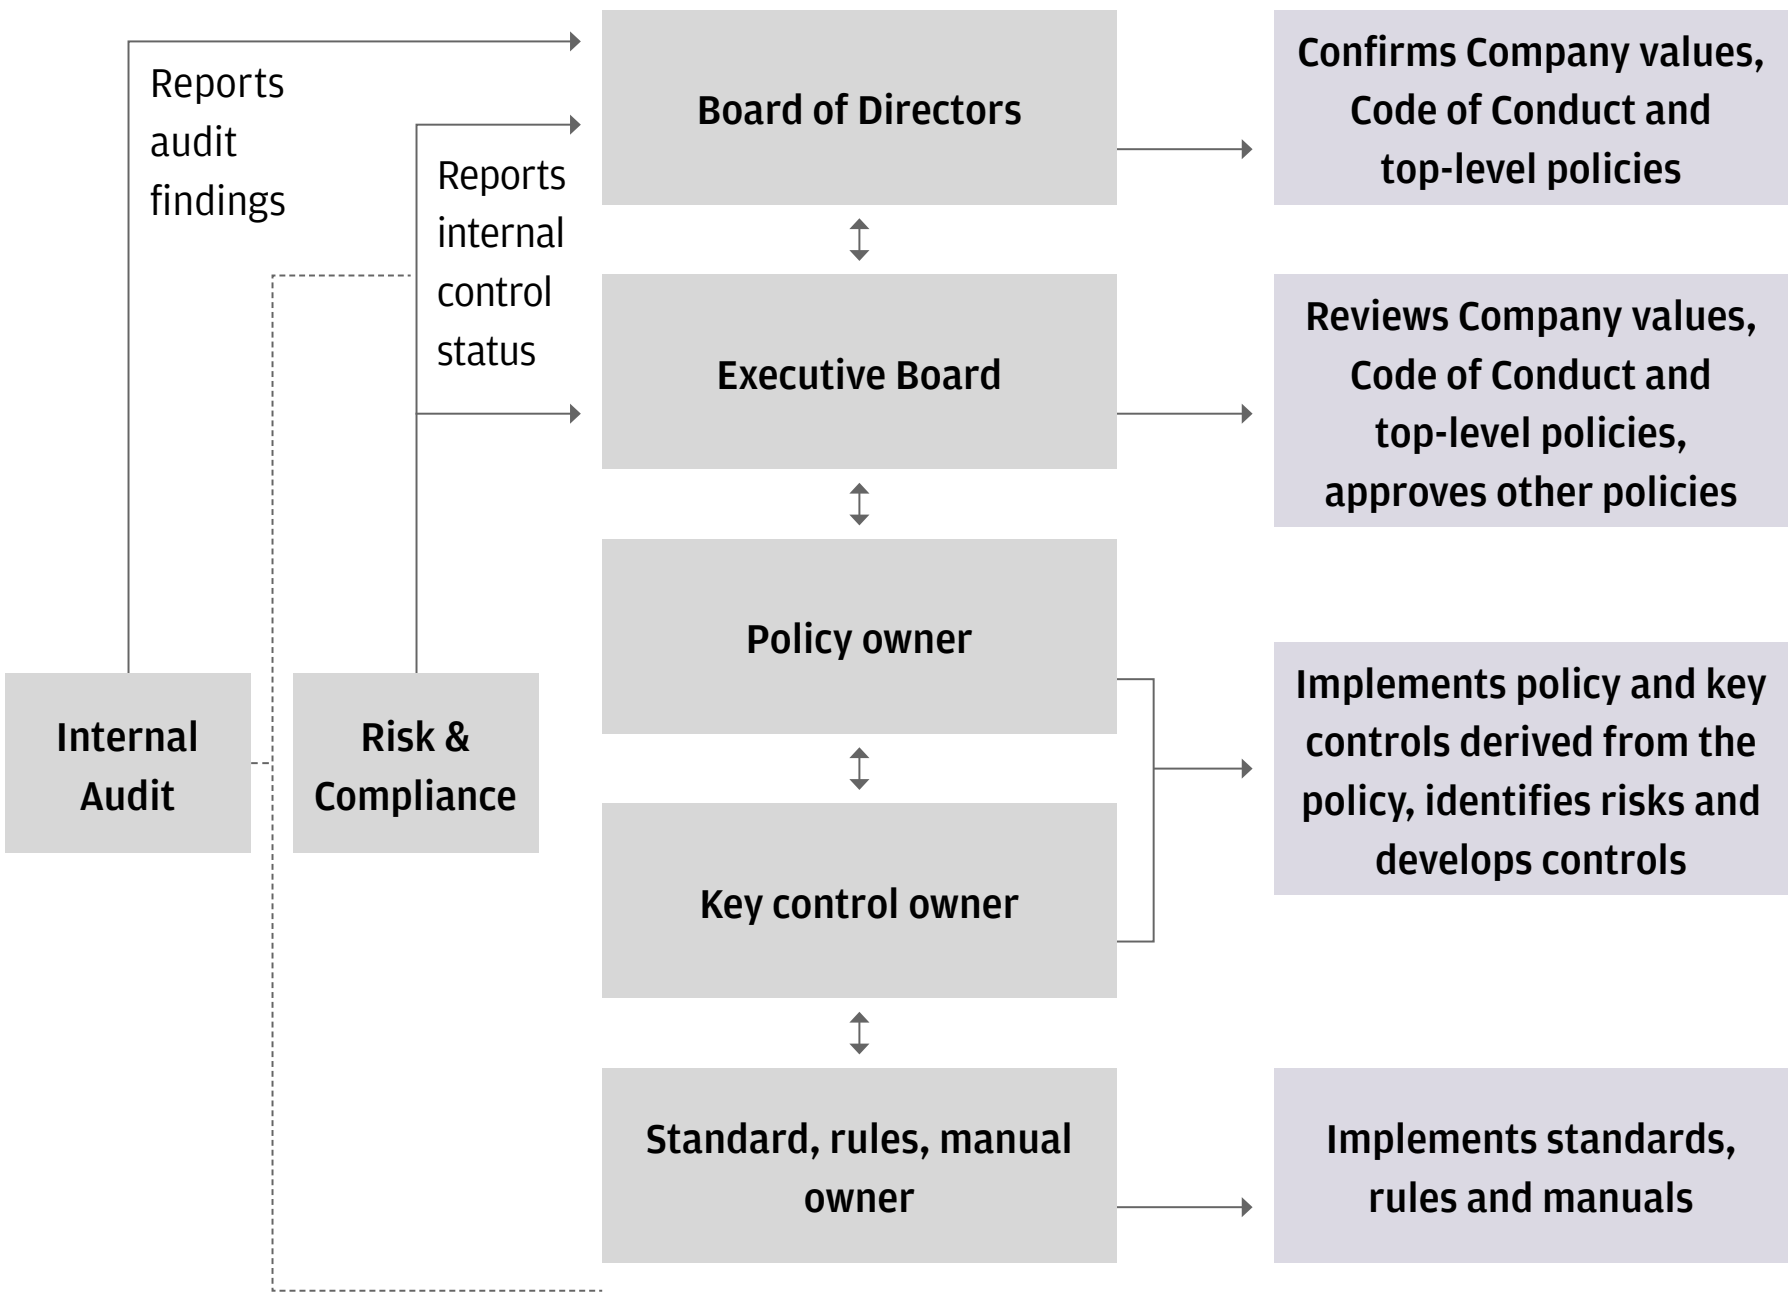 Reports
audit
findings
Reports
internal
control
status
Board of Directors
Confirms Company values,
Code of Conduct and
top-level policies
Executive Board
Reviews Company values,
Code of Conduct and
top-level policies,
approves other policies
Policy owner
Internal
Audit
Risk &
Compliance
Implements policy and key
controls derived from the
policy, identifies risks and
develops controls
Key control owner
Standard, rules, manual
owner
Implements standards,
rules and manuals